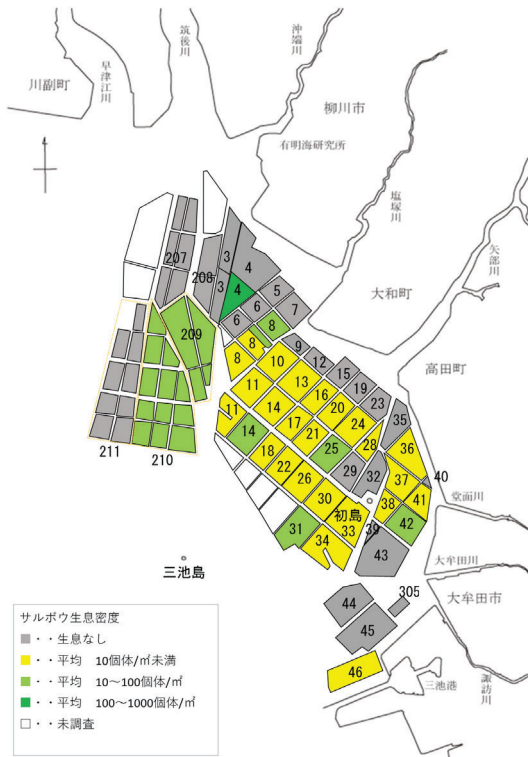 川副町
早津江川
筑後川
沖端川
柳川市
有明海研究所
塩塚川
矢部川
大和町
高田町
207
208
3
4
3
4
5
6
6
7
8
209
8
8
9
10
12
13
15
16
19
20
23
24
11
14
17
21
25
28
29
32
35
36
37
38
40
41
42
11
14
18
22
26
30
33
初島
39
31
34
43
211
210
堂面川
大牟田川
大牟田市
三池島
44
305
45
46
三池港
諏訪川
サルボウ生息密度
・・生息なし
・・平均 10個体/㎡未満
・・平均 10～100個体/㎡
・・平均 100～1000個体/㎡
・・未調査